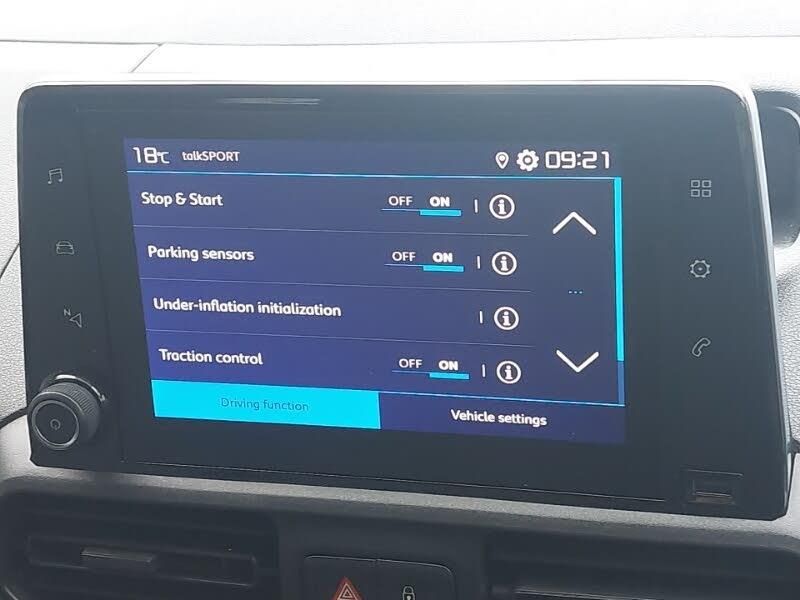 18°C talkSPORT 09:21
Stop & Start OFF ON
Parking sensors OFF ON
Under-inflation initialization
Traction control OFF ON
Driving function Vehicle settings
N